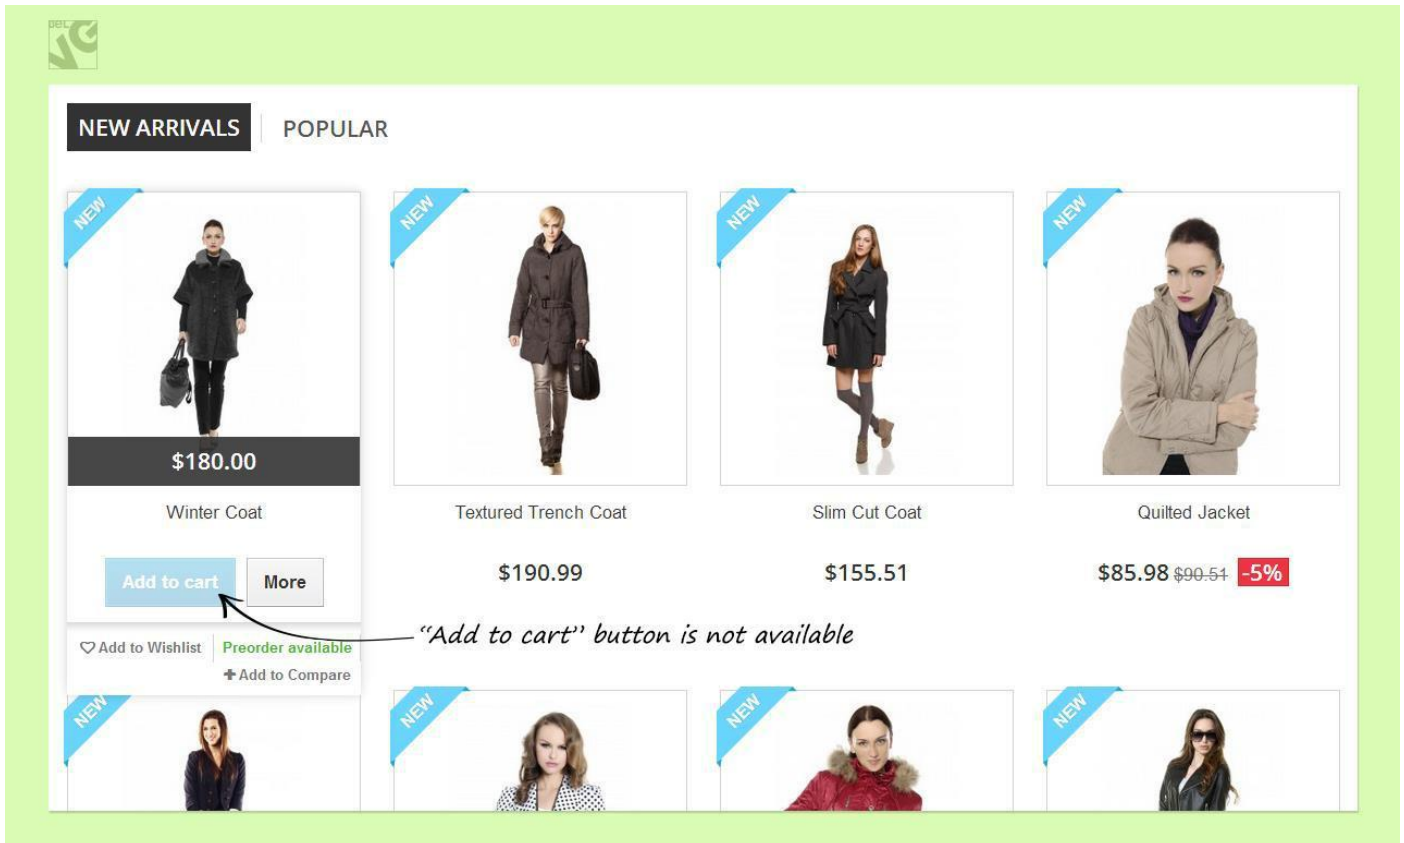 DEL
VG
NEW ARRIVALS
POPULAR
NEW
NEW
NEW
NEW
$180.00
Winter Coat
Textured Trench Coat
Slim Cut Coat
Quilted Jacket
Add to cart
More
$190.99
$155.51
$85.98 $90.51 -5%
“Add to cart” button is not available
Add to Wishlist
Preorder available
Add to Compare
NEW
NEW
NEW
NEW